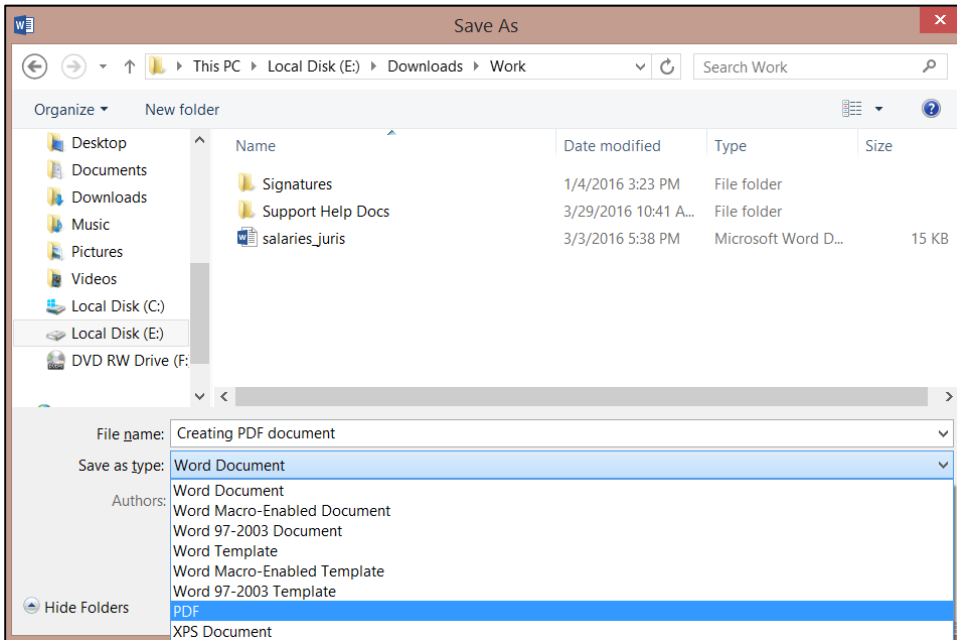 Save As
This PC Local Disk (E:) Downloads Work Search Work
Organize New folder
Name Date modified Type Size
Desktop
Documents
Downloads
Music
Pictures
Videos
Local Disk (C:)
Local Disk (E:)
DVD RW Drive (F:
Signatures 1/4/2016 3:23 PM File folder
Support Help Docs 3/29/2016 10:41 A... File folder
salaries_juris 3/3/2016 5:38 PM Microsoft Word D... 15 KB
File name: Creating PDF document
Save as type: Word Document
Authors:
Word Document
Word Macro-Enabled Document
Word 97-2003 Document
Word Template
Word Macro-Enabled Template
Word 97-2003 Template
PDF
XPS Document
Hide Folders